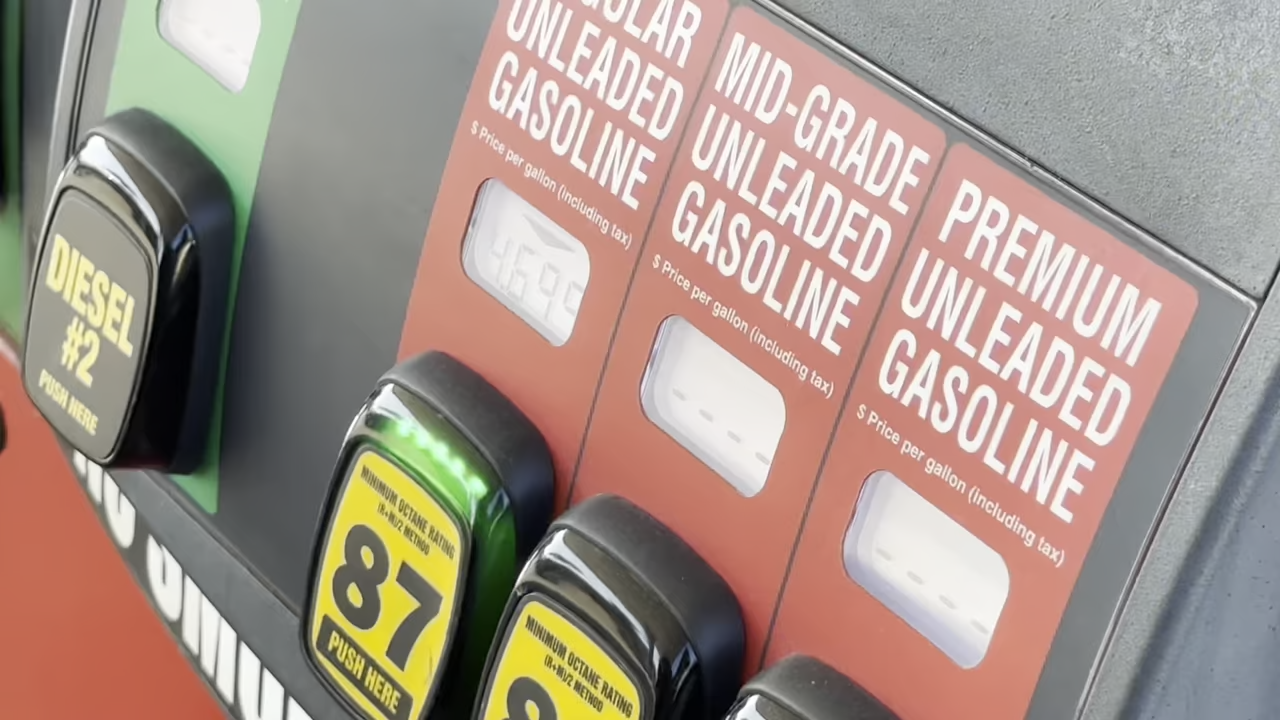 DIESEL
#2
PUSH HERE
UNLEADED
GASOLINE
$ Price per gallon (including tax)
MID-GRADE
UNLEADED
GASOLINE
$ Price per gallon (including tax)
PREMIUM
UNLEADED
GASOLINE
$ Price per gallon (including tax)
MINIMUM OCTANE RATING
(R+M)/2 METHOD
87
PUSH HERE
MINIMUM OCTANE RATING
(R+M)/2 METHOD
8